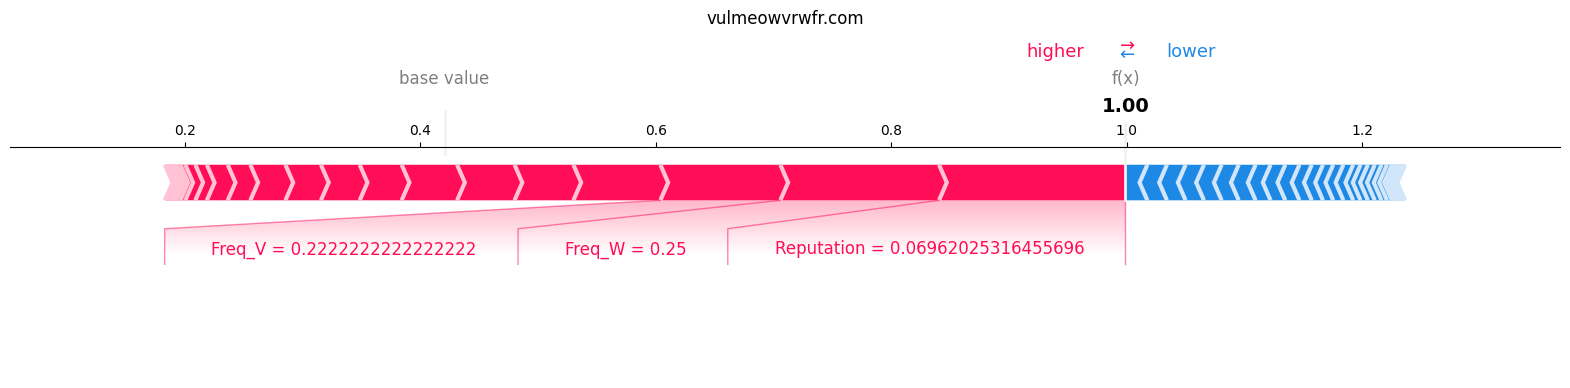 vulmeowvrwfr.com
higher → ← lower
base value f(x)
1.00
0.2 0.4 0.6 0.8 1.0 1.2
Freq_V = 0.2222222222222222 Freq_W = 0.25 Reputation = 0.06962025316455696